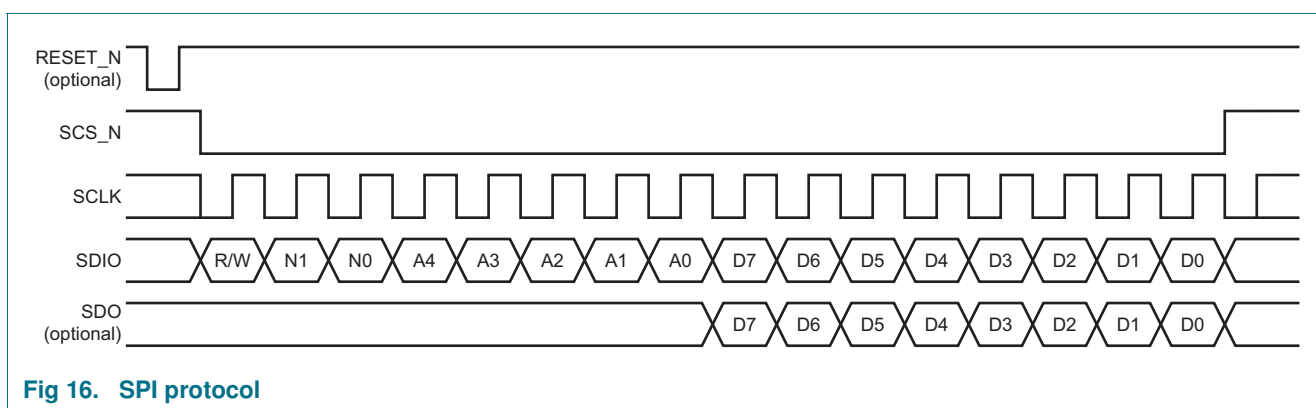 RESET_N
(optional)
SCS_N
SCLK
SDIO R/W N1 N0 A4 A3 A2 A1 A0 D7 D6 D5 D4 D3 D2 D1 D0
SDO
(optional)
D7 D6 D5 D4 D3 D2 D1 D0
Fig 16. SPI protocol